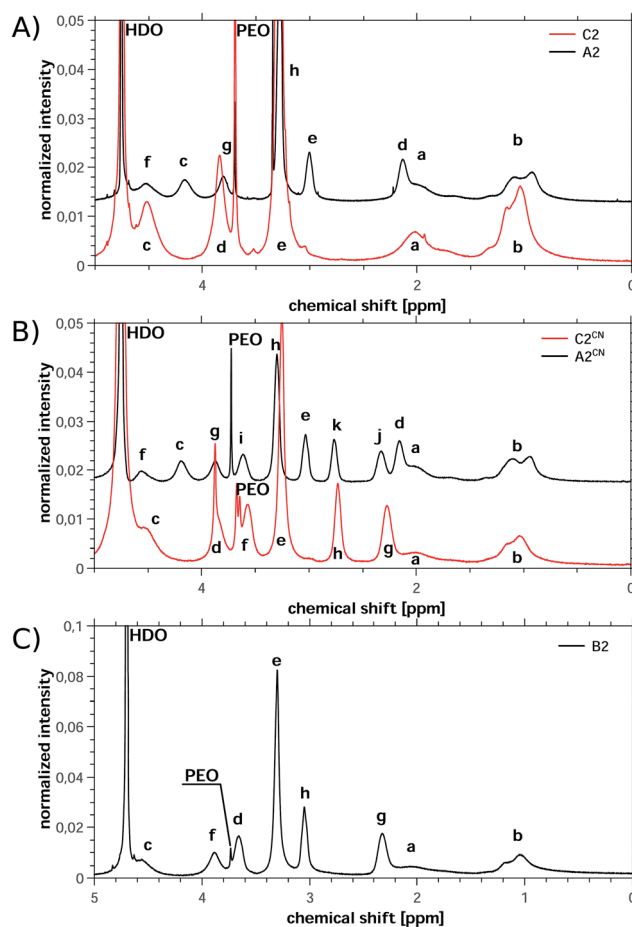 A)
0,05
0,04
0,03
0,02
0,01
0
normalized intensity
HDO
PEO
C2
A2
h
f
c
g
e
d
a
b
c
d
e
a
b
4
2
0
chemical shift [ppm]
B)
0,05
0,04
0,03
0,02
0,01
0
normalized intensity
HDO
PEO
C2CN
A2CN
h
f
c
g
i
e
k
j
d
a
b
PEO
c
d
f
e
h
g
a
b
4
2
0
chemical shift [ppm]
C)
0,1
0,08
0,06
0,04
0,02
0
normalized intensity
HDO
B2
e
PEO
h
c
f
d
g
a
b
5
4
3
2
1
0
chemical shift [ppm]